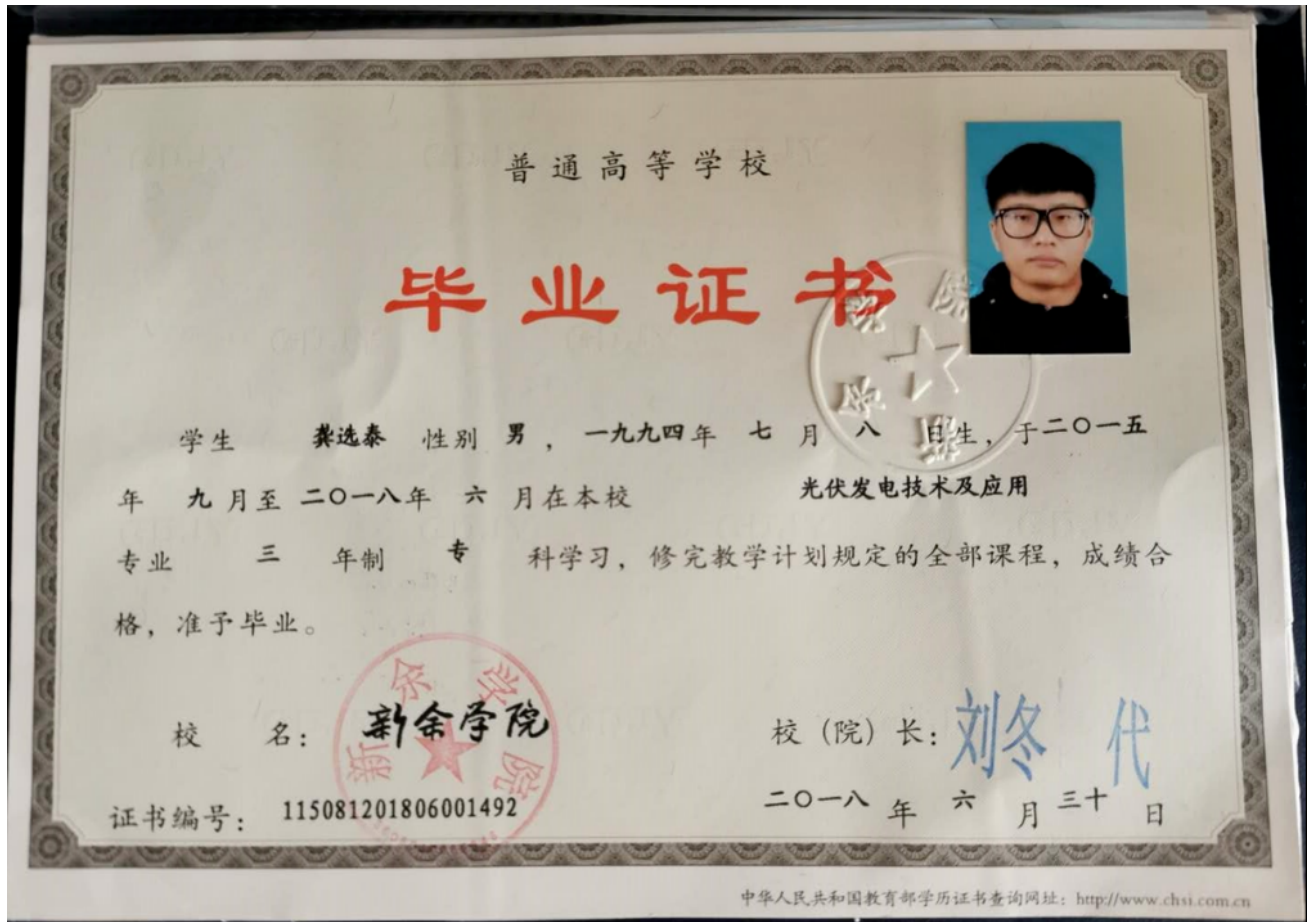 普通高等学校
毕业证书
学生 龚选泰 性别 男 ，一九九四年 七 月 八 日生，于二〇一五
年 九 月至 二〇一八年 六 月在本校 光伏发电技术及应用
专业 三 年制 专 科学习，修完教学计划规定的全部课程，成绩合
格，准予毕业。
新余学院
校 名：新余学院 校（院）长：刘冬 代
证书编号：115081201806001492 二〇一八 年 六 月 三十 日
中华人民共和国教育部学历证书查询网址：http://www.chsi.com.cn